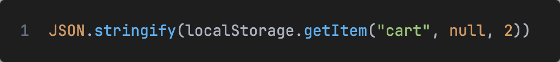 1 JSON.stringify(localStorage.getItem("cart", null, 2))